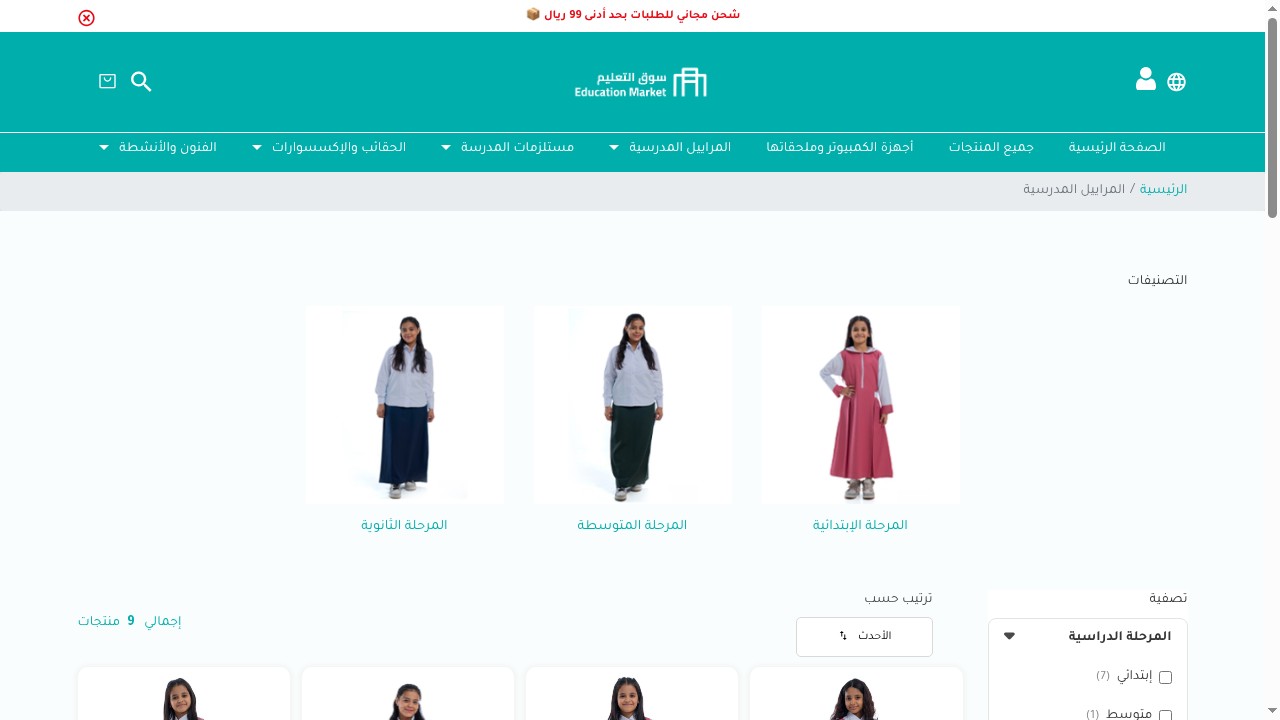 شحن مجاني للطلبات بحد أدنى 99 ريال 📦
سوق التعليم
Education Market
الصفحة الرئيسية
جميع المنتجات
أجهزة الكمبيوتر وملحقاتها
المراييل المدرسية
مستلزمات المدرسة
الحقائب والإكسسوارات
الفنون والأنشطة
الرئيسية / المراييل المدرسية
التصنيفات
المرحلة الإبتدائية
المرحلة المتوسطة
المرحلة الثانوية
تصفية
المرحلة الدراسية
إبتدائي (7)
متوسط (1)
ترتيب حسب
الأحدث
إجمالي 9 منتجات